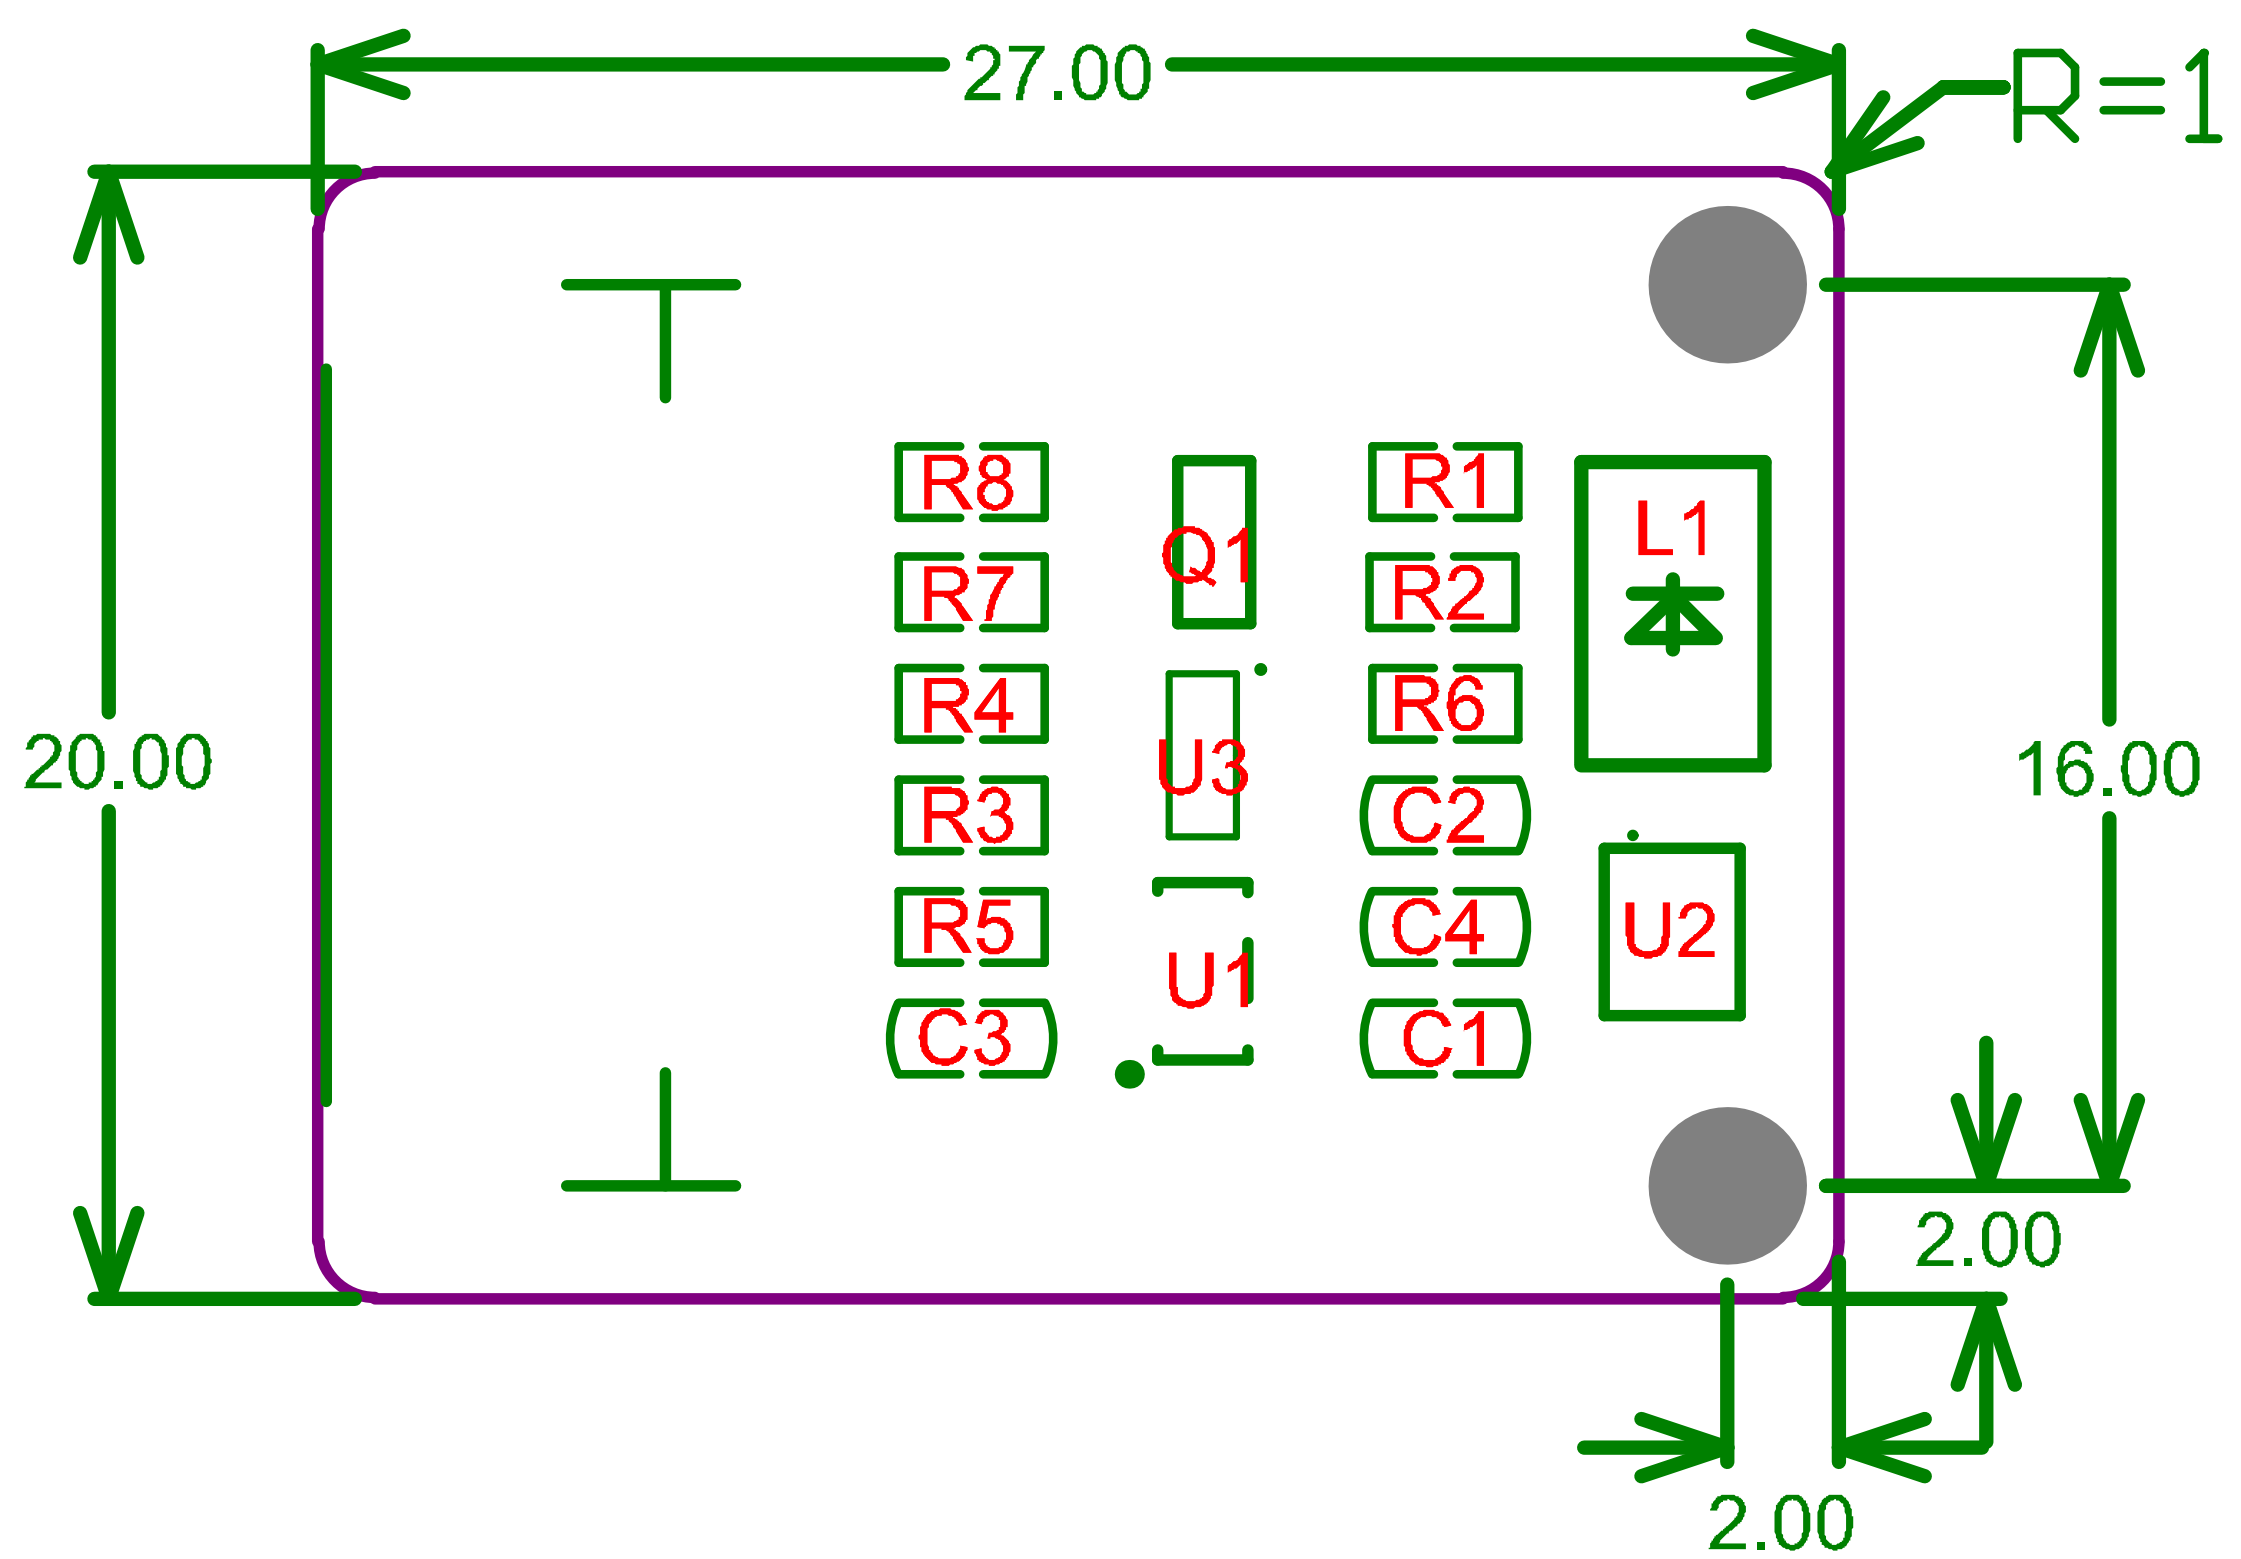 27.00
R=1
R8 Q1 R1 L1
R7 R2
R4 U3 R6
20.00 16.00
R3 C2
R5 U1 C4 U2
C3 C1
2.00
2.00